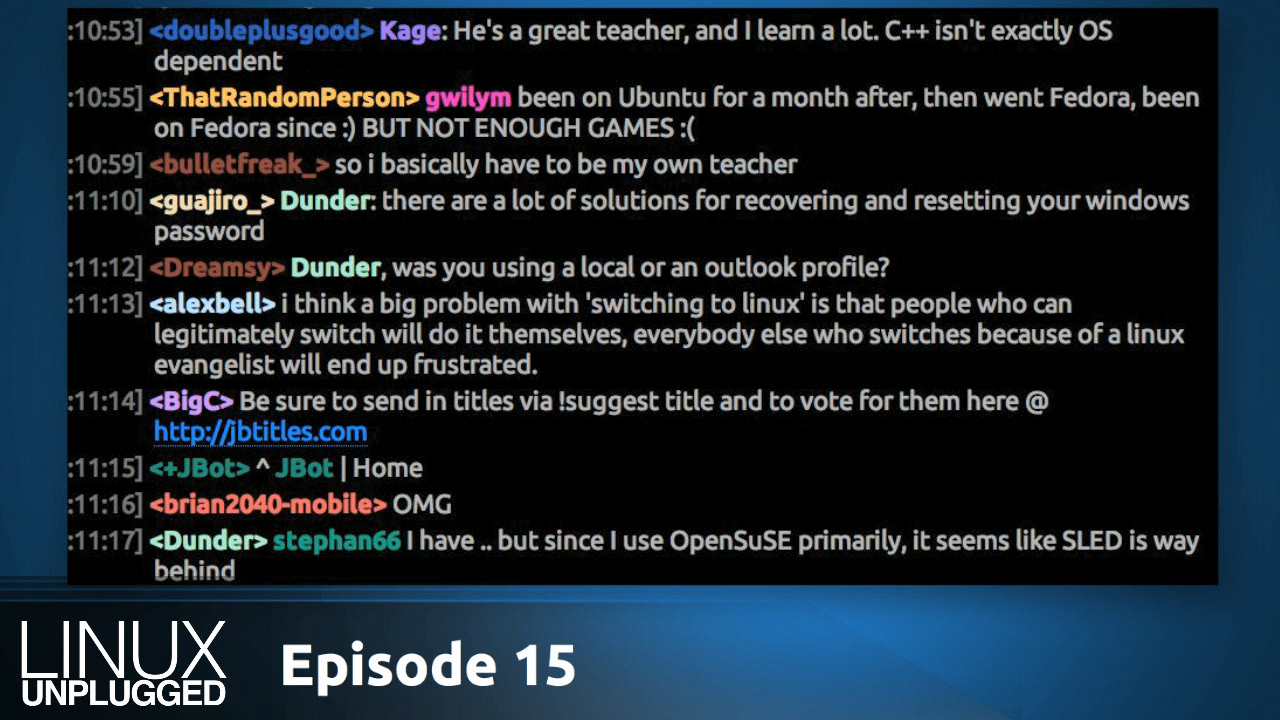 :10:53] <doubleplusgood> Kage: He's a great teacher, and I learn a lot. C++ isn't exactly OS
dependent
:10:55] <ThatRandomPerson> gwilym been on Ubuntu for a month after, then went Fedora, been
on Fedora since :) BUT NOT ENOUGH GAMES :(
:10:59] <bulletfreak_> so i basically have to be my own teacher
:11:10] <guajiro_> Dunder: there are a lot of solutions for recovering and resetting your windows
password
:11:12] <Dreamsy> Dunder, was you using a local or an outlook profile?
:11:13] <alexbell> i think a big problem with 'switching to linux' is that people who can
legitimately switch will do it themselves, everybody else who switches because of a linux
evangelist will end up frustrated.
:11:14] <BigC> Be sure to send in titles via !suggest title and to vote for them here @
http://jbtitles.com
:11:15] <+JBot> ^ JBot | Home
:11:16] <brian2040-mobile> OMG
:11:17] <Dunder> stephan66 I have .. but since I use OpenSuSE primarily, it seems like SLED is way
behind
LINUX
UNPLUGGED
Episode 15